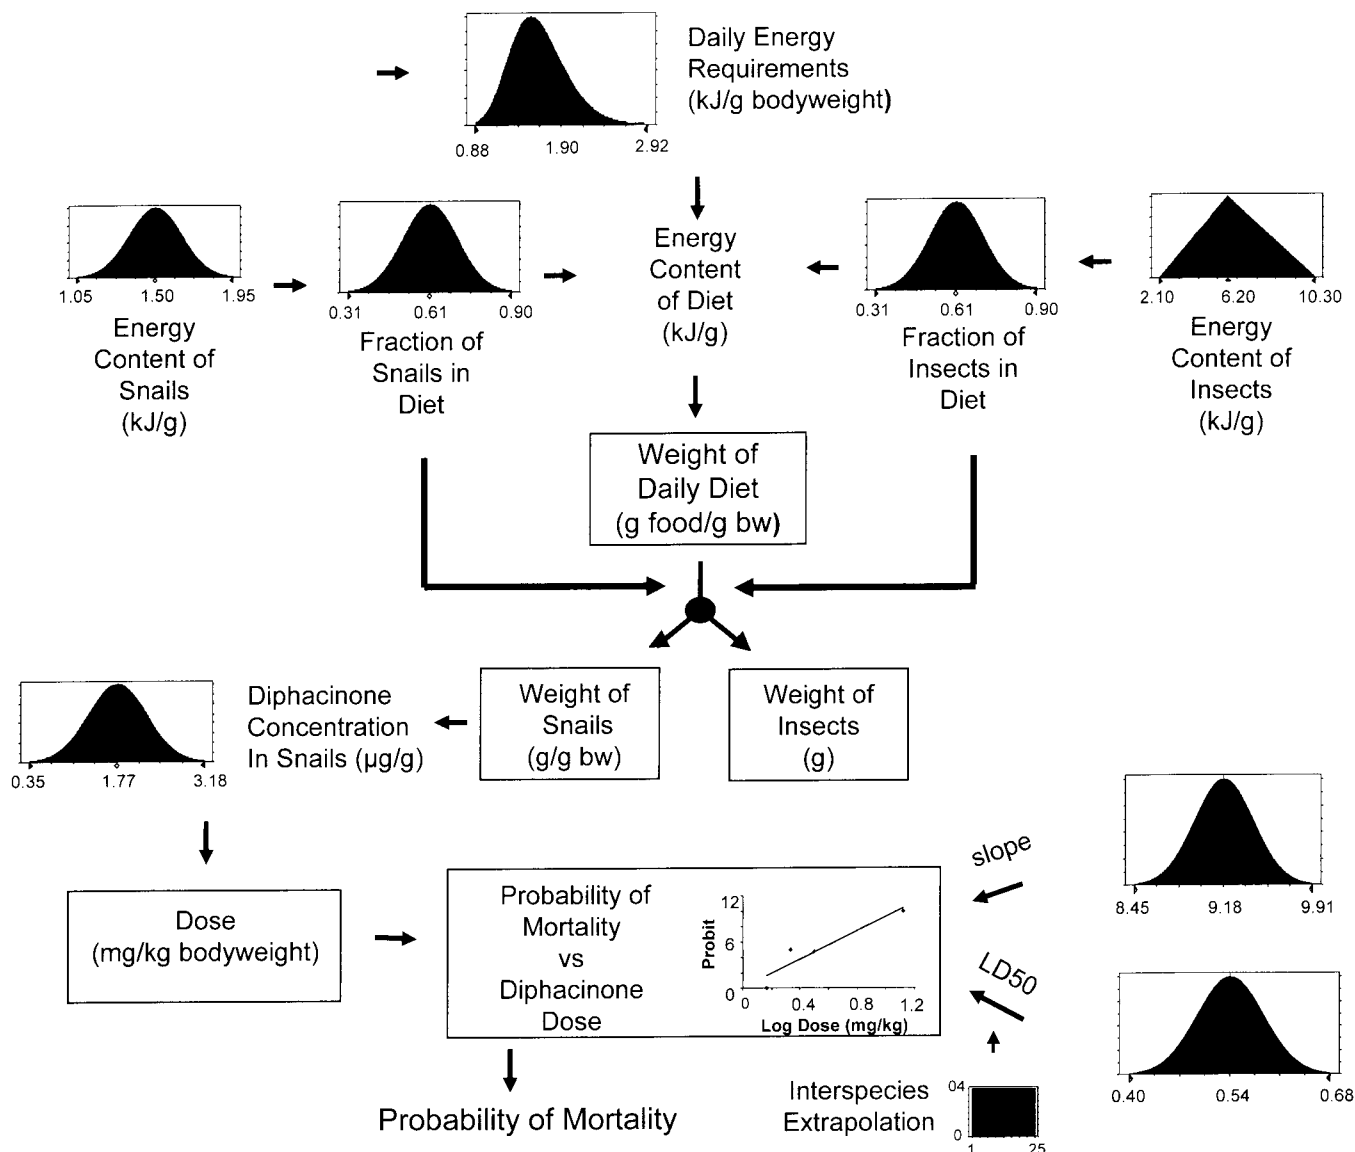 Daily Energy
Requirements
(kJ/g bodyweight)
0.88 1.90 2.92
1.05 1.50 1.95
Energy
Content of
Snails
(kJ/g)
0.31 0.61 0.90
Fraction of
Snails in
Diet
Energy
Content
of Diet
(kJ/g)
0.31 0.61 0.90
Fraction of
Insects in
Diet
2.10 6.20 10.30
Energy
Content of
Insects
(kJ/g)
Weight of
Daily Diet
(g food/g bw)
Weight of
Snails
(g/g bw)
Weight of
Insects
(g)
Diphacinone
Concentration
In Snails (µg/g)
0.35 1.77 3.18
Dose
(mg/kg bodyweight)
Probability of
Mortality
vs
Diphacinone
Dose
Probit
12
6
0
0 0.4 0.8 1.2
Log Dose (mg/kg)
slope
8.45 9.18 9.91
LD50
0.40 0.54 0.68
Interspecies
Extrapolation
04
0
1 25
Probability of Mortality